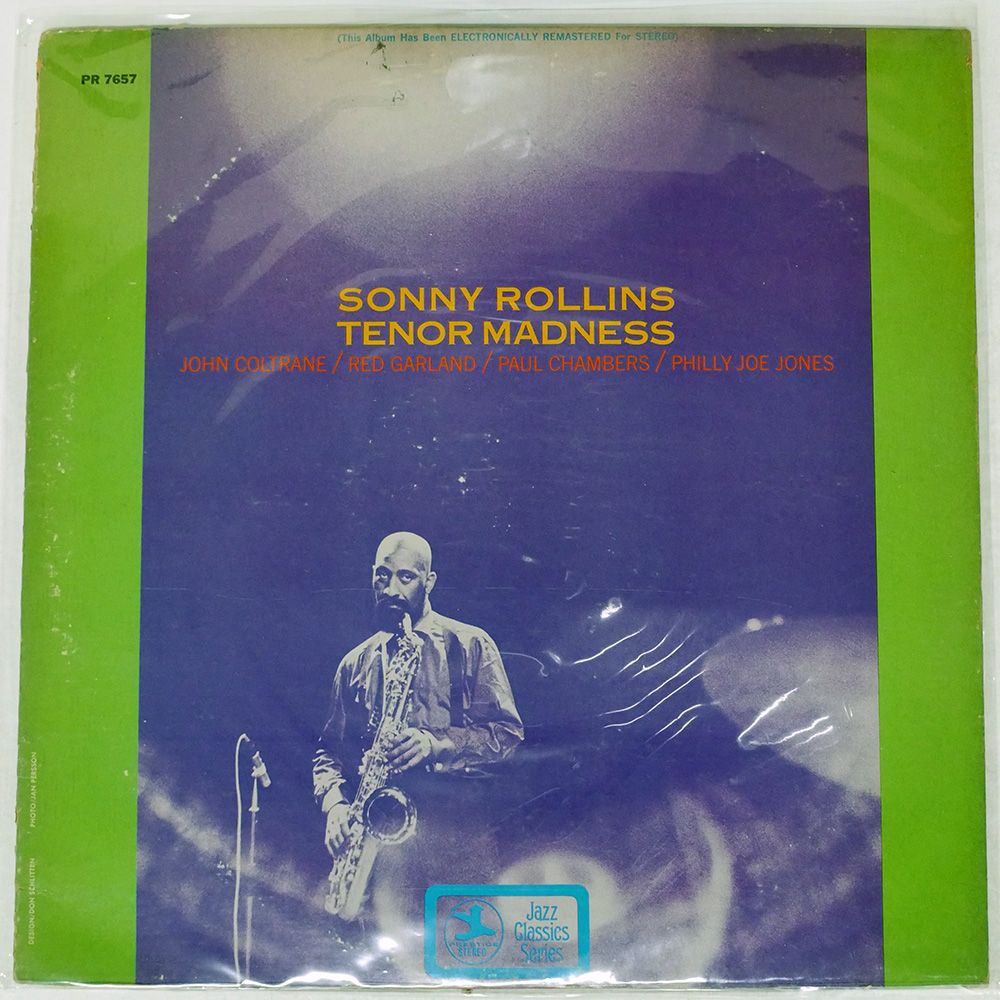 (This Album Has Been ELECTRONICALLY REMASTERED For STEREO)
PR 7657
SONNY ROLLINS
TENOR MADNESS
JOHN COLTRANE / RED GARLAND / PAUL CHAMBERS / PHILLY JOE JONES
PHOTO/JAN PERSSON
DESIGN/DON SCHLITTEN
PRESTIGE
STEREO
Jazz
Classics
Series